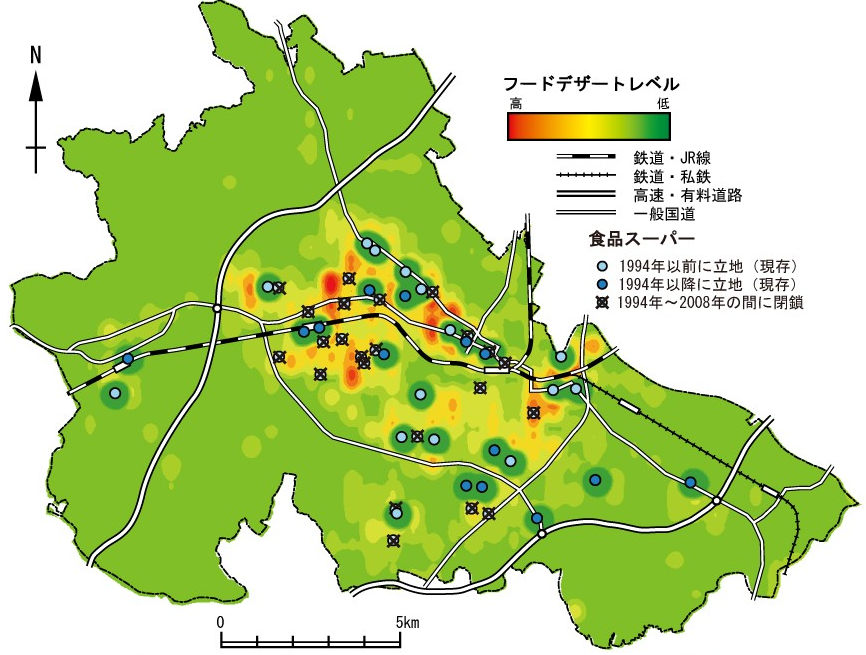 N
フードデザートレベル
高 低
鉄道・JR線
鉄道・私鉄
高速・有料道路
一般国道
食品スーパー
1994年以前に立地（現存）
1994年以降に立地（現存）
1994年～2008年の間に閉鎖
0 5km